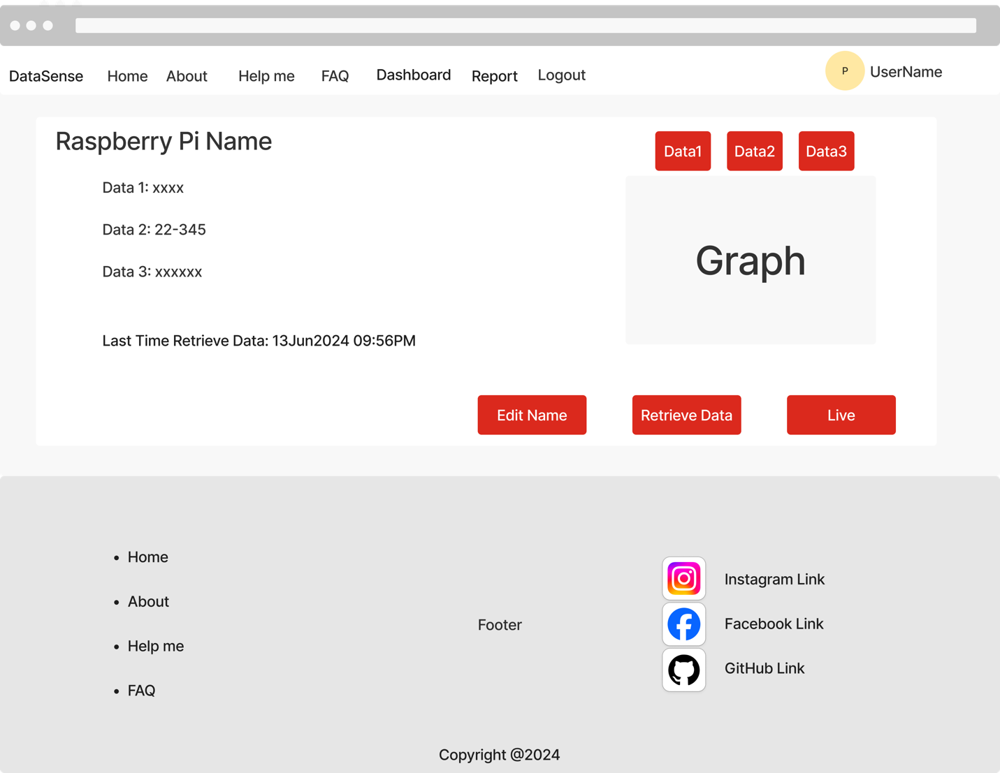 DataSense Home About Help me FAQ Dashboard Report Logout P UserName
Raspberry Pi Name
Data1 Data2 Data3
Data 1: xxxx
Data 2: 22-345
Data 3: xxxxxx
Graph
Last Time Retrieve Data: 13Jun2024 09:56PM
Edit Name Retrieve Data Live
Home
About
Help me
FAQ
Footer
Instagram Link
Facebook Link
GitHub Link
Copyright @2024